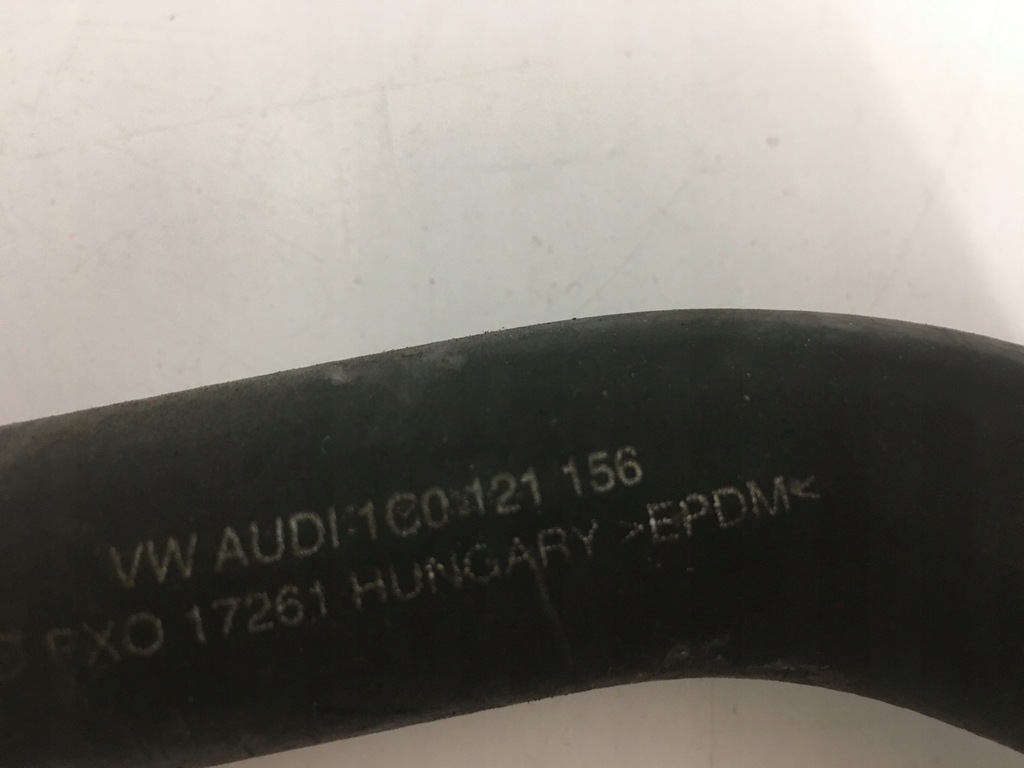 VW AUDI 1C0 121 156
FXO 17261 HUNGARY >EPDM<